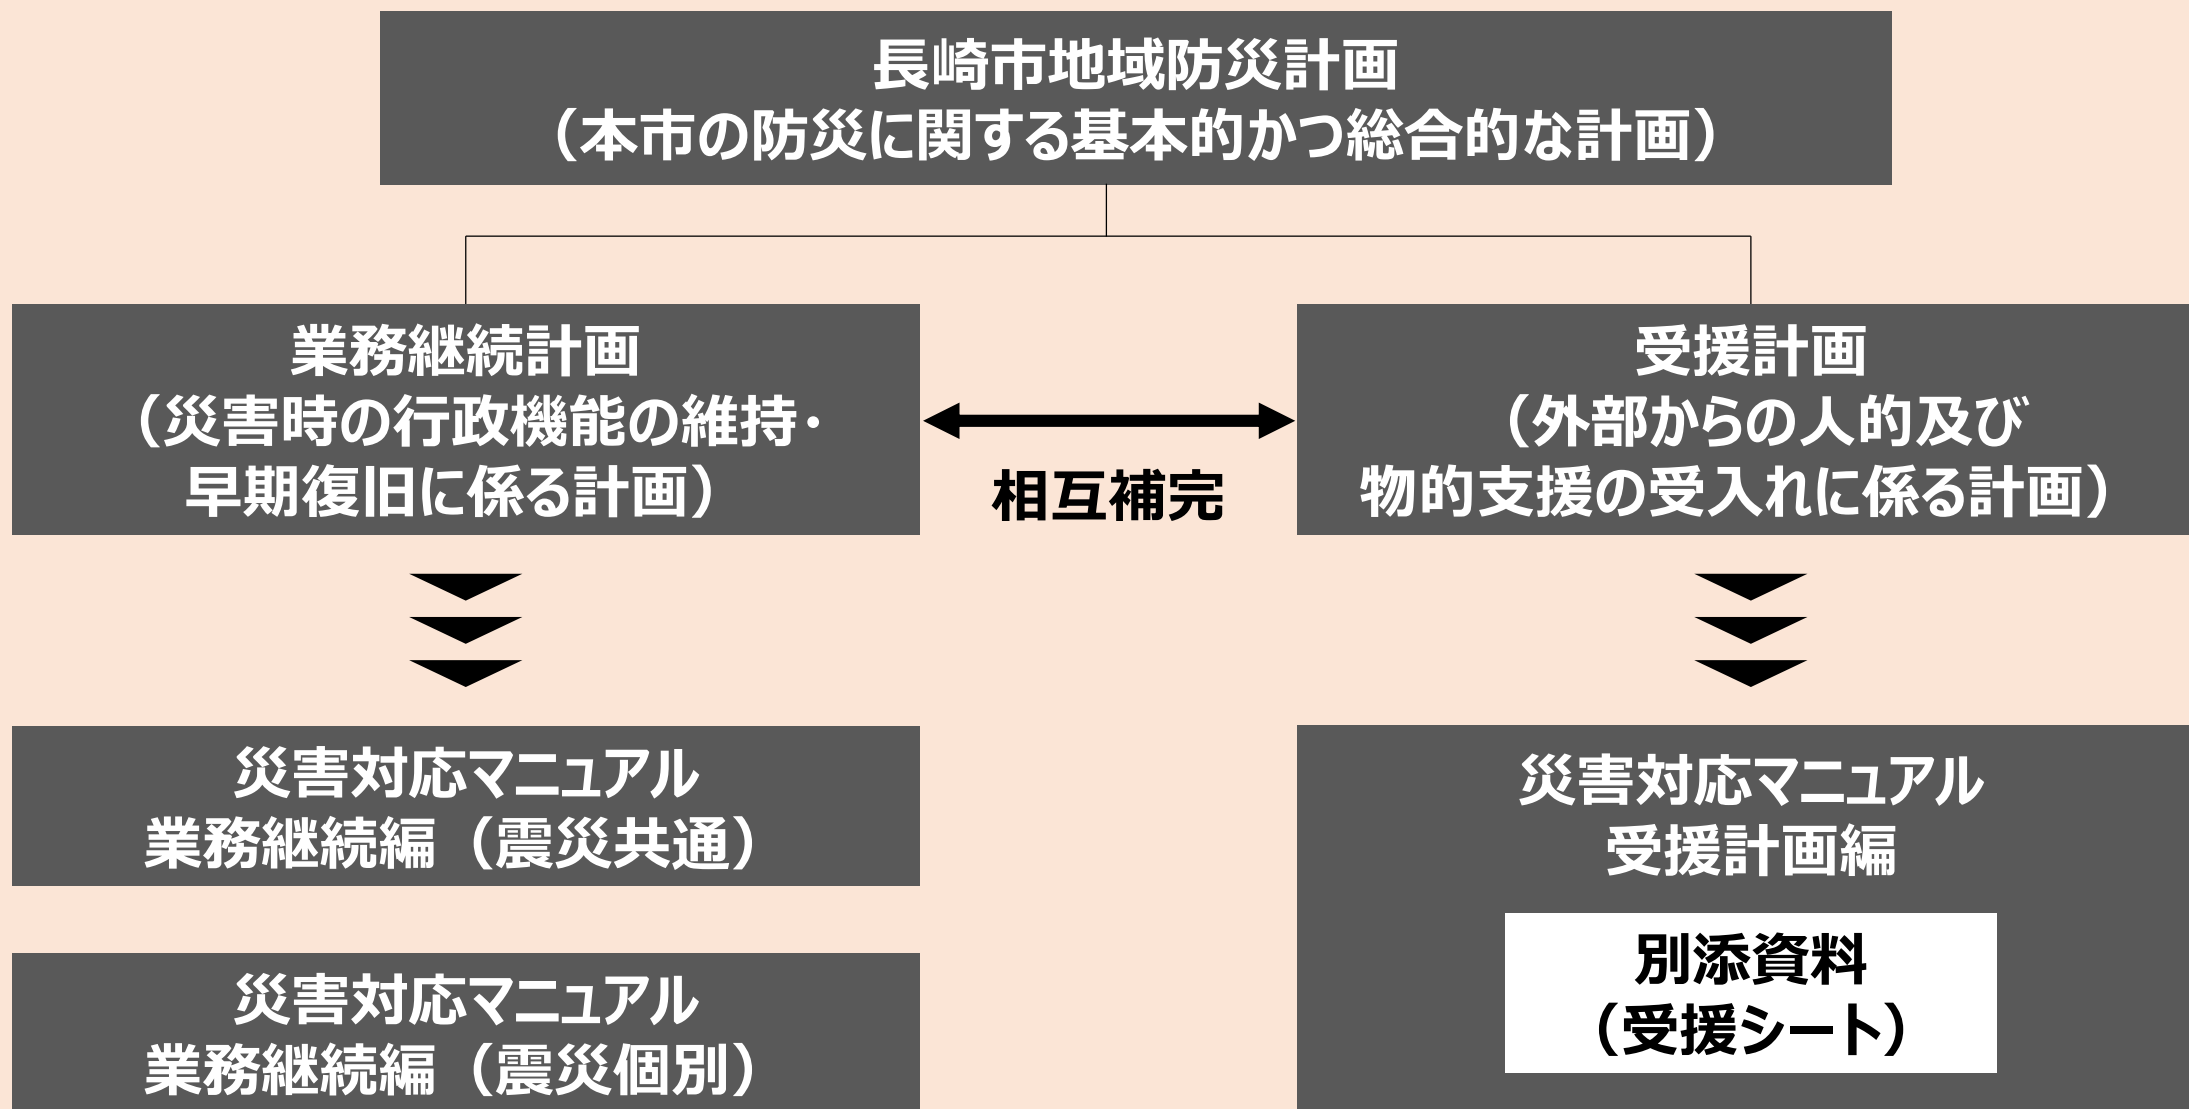 長崎市地域防災計画
（本市の防災に関する基本的かつ総合的な計画）
業務継続計画
（災害時の行政機能の維持・
早期復旧に係る計画）
相互補完
受援計画
（外部からの人的及び
物的支援の受入れに係る計画）
災害対応マニュアル
業務継続編（震災共通）
災害対応マニュアル
業務継続編（震災個別）
災害対応マニュアル
受援計画編
別添資料
（受援シート）